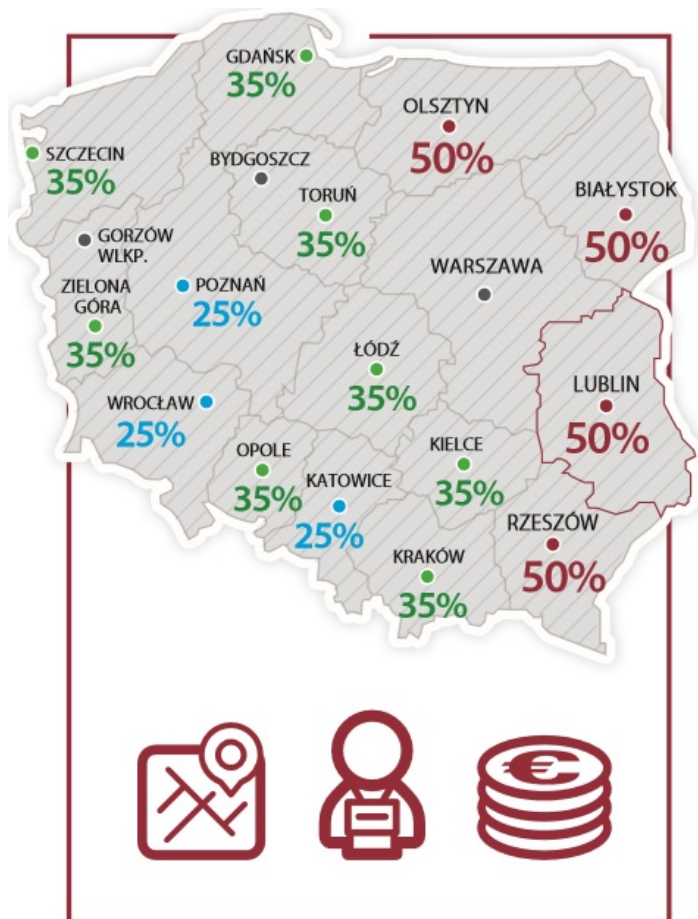 GDAŃSK
35%
OLSZTYN
50%
SZCZECIN
35%
BYDGOSZCZ
TORUŃ
35%
BIAŁYSTOK
50%
GORZÓW
WLKP.
ZIELONA
GÓRA
35%
POZNAŃ
25%
WARSZAWA
ŁÓDŹ
35%
LUBLIN
50%
WROCŁAW
25%
OPOLE
35%
KATOWICE
25%
KIELCE
35%
RZESZÓW
50%
KRAKÓW
35%
€